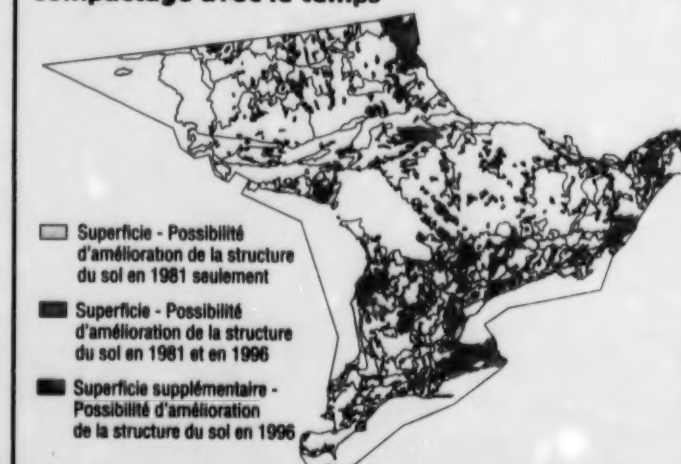 compactage avec le temps
Superficie - Possibilité
d'amélioration de la structure
du sol en 1981 seulement
Superficie - Possibilité
d'amélioration de la structure
du sol en 1981 et en 1996
Superficie supplémentaire -
Possibilité d'amélioration
de la structure du sol en 1996